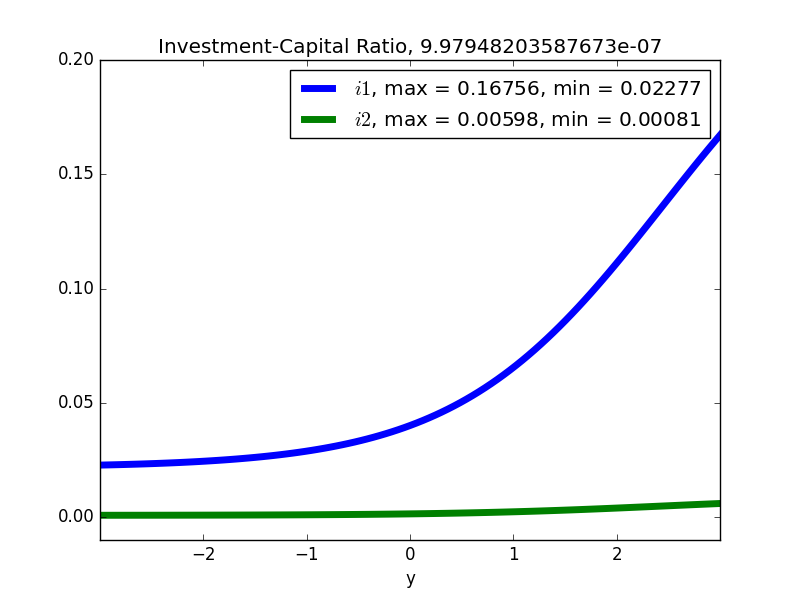 Investment-Capital Ratio, 9.97948203587673e-07
i1, max = 0.16756, min = 0.02277
i2, max = 0.00598, min = 0.00081
0.20
0.15
0.10
0.05
0.00
−2 −1 0 1 2
y